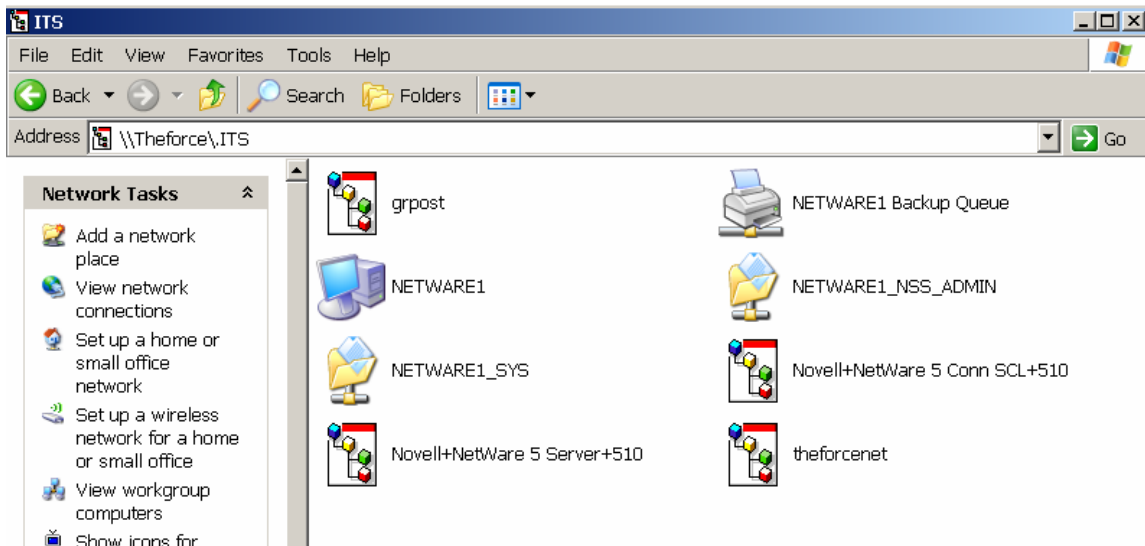 ITS
File Edit View Favorites Tools Help
Back Search Folders
Address \\Theforce\.ITS Go
Network Tasks
Add a network
place
View network
connections
Set up a home or
small office
network
Set up a wireless
network for a home
or small office
View workgroup
computers
Show icons for
grpost
NETWARE1 Backup Queue
NETWARE1
NETWARE1_NSS_ADMIN
NETWARE1_SYS
Novell+NetWare 5 Conn SCL+510
Novell+NetWare 5 Server+510
theforcenet